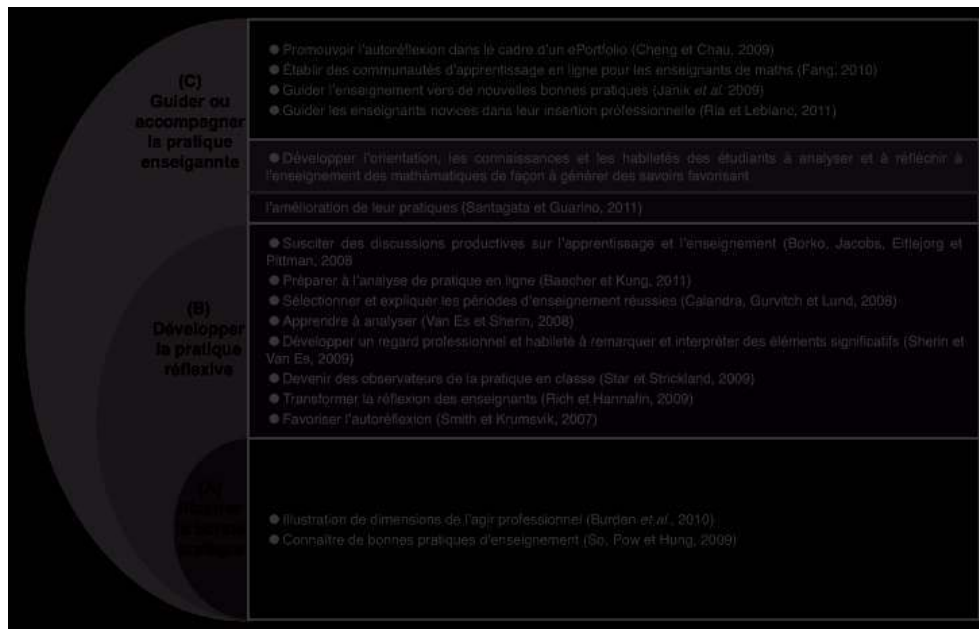 (C)
Guider ou
accompagner
la pratique
enseigannte
● Promouvoir l'autoréflexion dans le cadre d'un ePortfolio (Cheng et Chau, 2009)
● Établir des communautés d'apprentissage en ligne pour les enseignants de maths (Fang, 2010)
● Guider l'enseignement vers de nouvelles bonnes pratiques (Janik et al. 2009)
● Guider les enseignants novices dans leur insertion professionnelle (Ria et Leblanc, 2011)
● Développer l'orientation, les connaissances et les habiletés des étudiants à analyser et à réfléchir à
l'enseignement des mathématiques de façon à générer des savoirs favorisant
l'amélioration de leur pratiques (Santagata et Guarino, 2011)
(B)
Développer
la pratique
réflexive
● Susciter des discussions productives sur l'apprentissage et l'enseignement (Borko, Jacobs, Eitlejorg et
Pittman, 2008
● Préparer à l'analyse de pratique en ligne (Baecher et Kung, 2011)
● Sélectionner et expliquer les périodes d'enseignement réussies (Calandra, Gurvitch et Lund, 2008)
● Apprendre à analyser (Van Es et Sherin, 2008)
● Développer un regard professionnel et habileté à remarquer et interpréter des éléments significatifs (Sherin et
Van Es, 2009)
● Devenir des observateurs de la pratique en classe (Star et Strickland, 2009)
● Transformer la réflexion des enseignants (Rich et Hannafin, 2009)
● Favoriser l'autoréflexion (Smith et Krumsvik, 2007)
(A)
● Illustration de dimensions de l'agir professionnel (Burden et al., 2010)
● Connaître de bonnes pratiques d'enseignement (So, Pow et Hung, 2009)